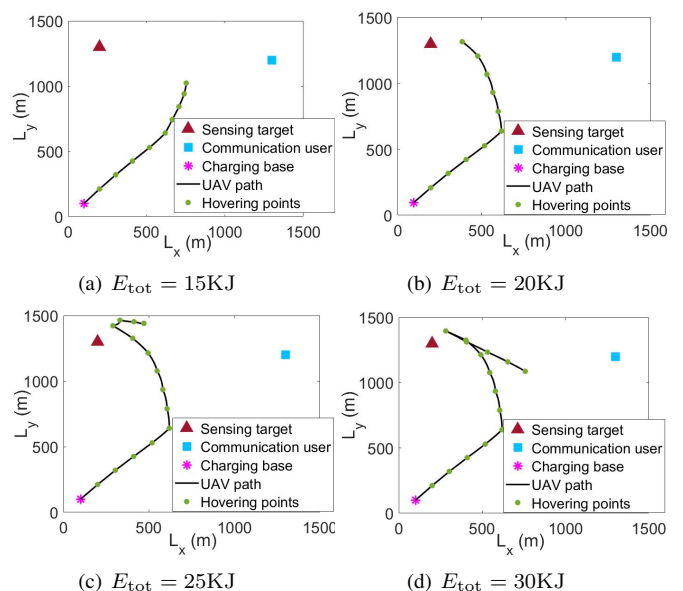 1500
1000
500
0
0
500
1000
1500
L_y (m)
L_x (m)
Sensing target
Communication user
Charging base
UAV path
Hovering points
(a) E_tot = 15KJ
1500
1000
500
0
0
500
1000
1500
L_y (m)
L_x (m)
Sensing target
Communication user
Charging base
UAV path
Hovering points
(b) E_tot = 20KJ
1500
1000
500
0
0
500
1000
1500
L_y (m)
L_x (m)
Sensing target
Communication user
Charging base
UAV path
Hovering points
(c) E_tot = 25KJ
1500
1000
500
0
0
500
1000
1500
L_y (m)
L_x (m)
Sensing target
Communication user
Charging base
UAV path
Hovering points
(d) E_tot = 30KJ